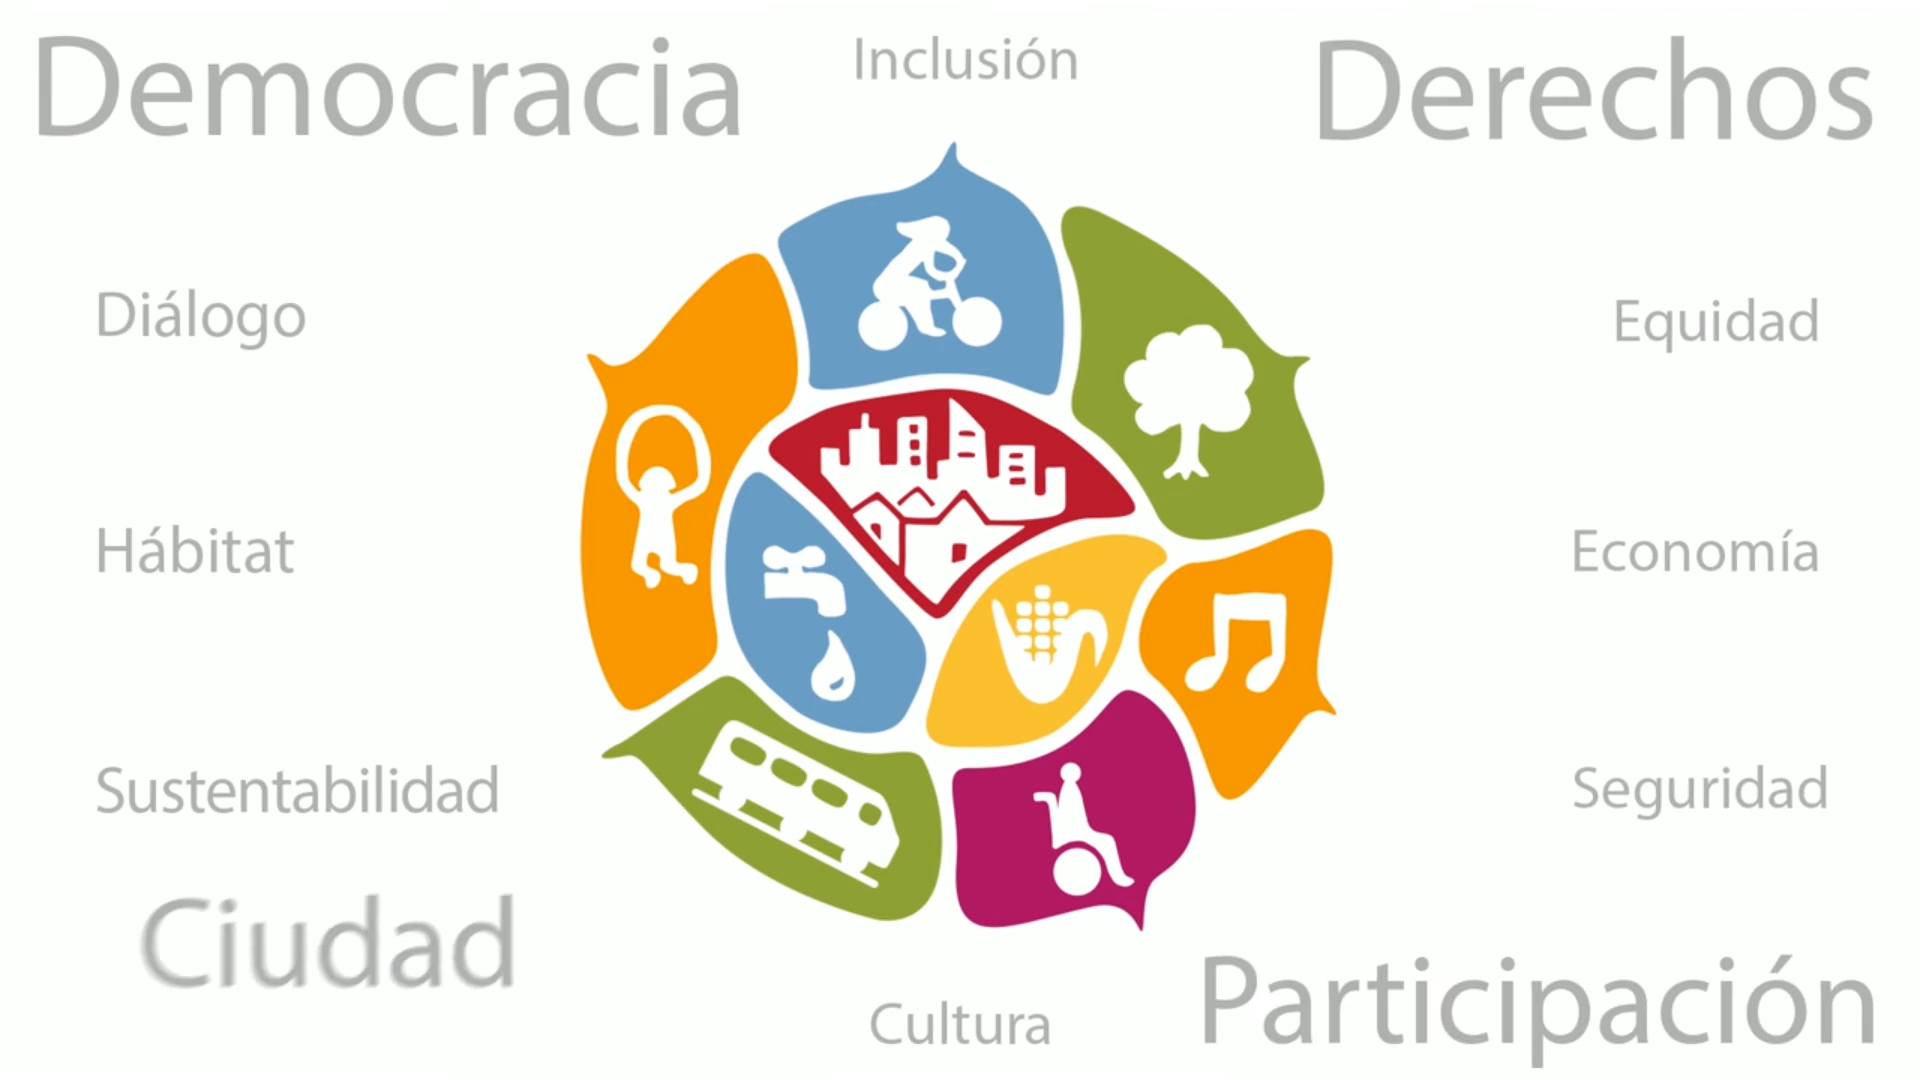 Democracia
Inclusión
Derechos
Diálogo
Equidad
Hábitat
Economía
Sustentabilidad
Seguridad
Ciudad
Cultura
Participación